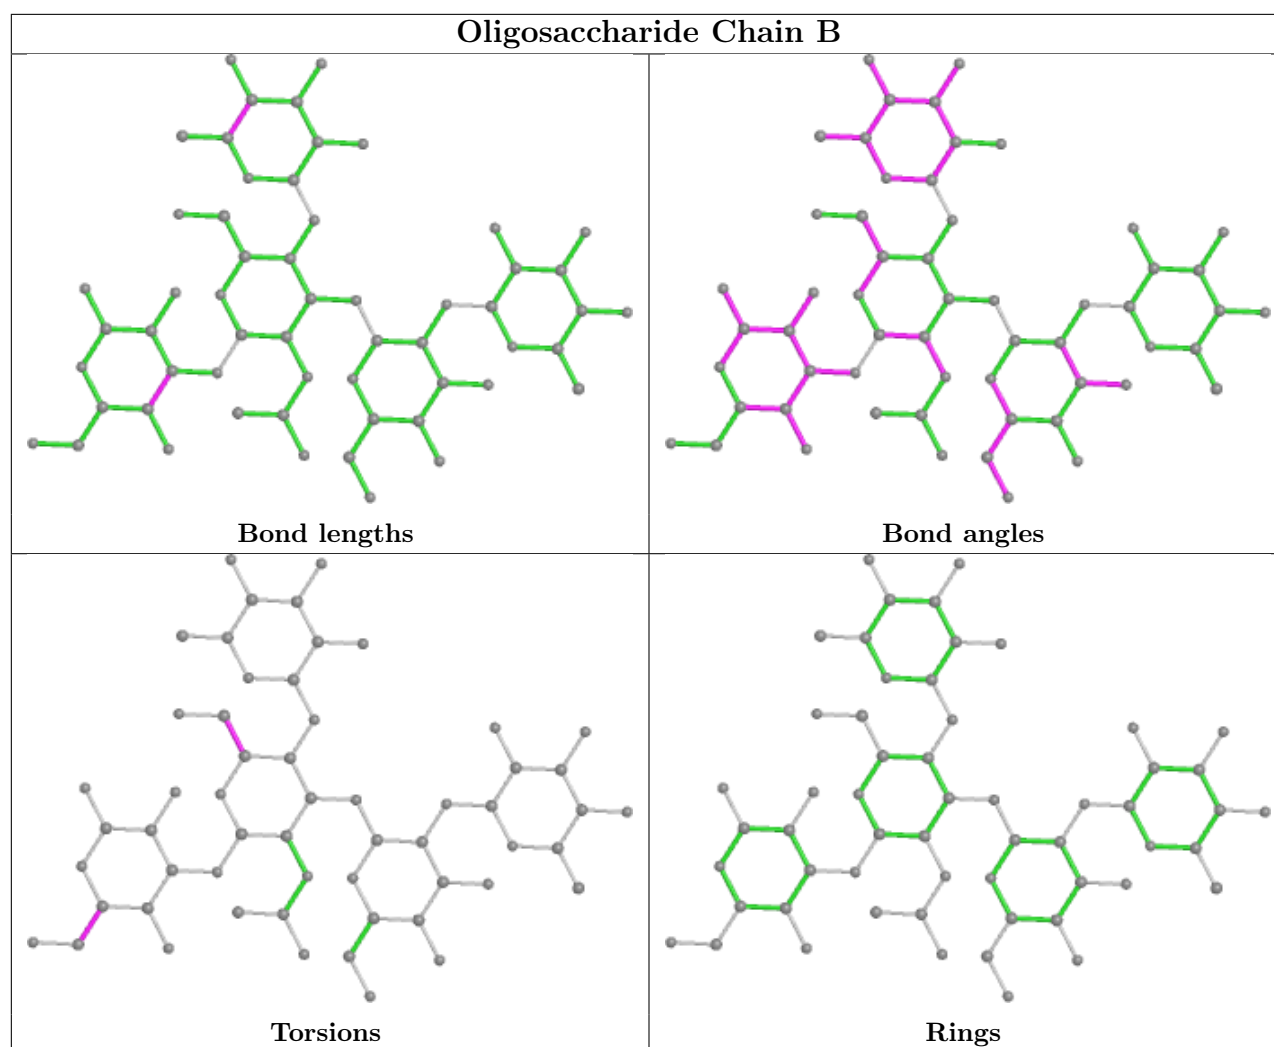 Oligosaccharide Chain B
Bond lengths
Bond angles
Torsions
Rings